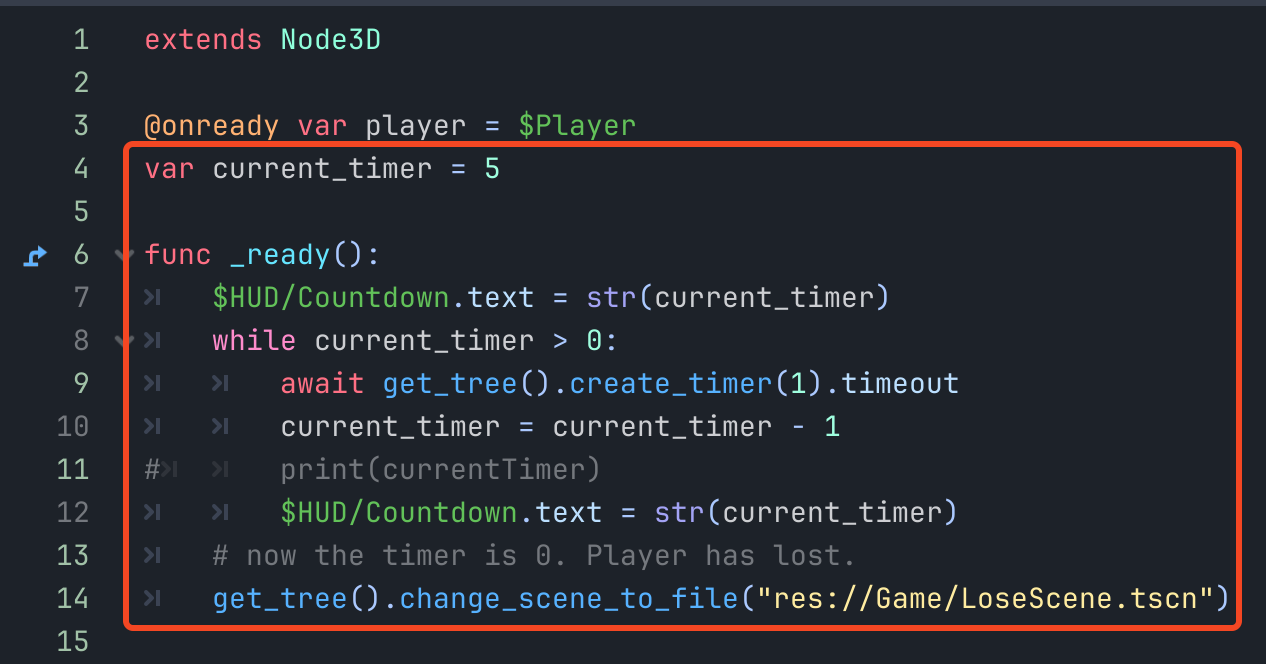 1 extends Node3D
2
3 @onready var player = $Player
4 var current_timer = 5
5
6 func _ready():
7 $HUD/Countdown.text = str(current_timer)
8 while current_timer > 0:
9 await get_tree().create_timer(1).timeout
10 current_timer = current_timer - 1
11 # print(currentTimer)
12 $HUD/Countdown.text = str(current_timer)
13 # now the timer is 0. Player has lost.
14 get_tree().change_scene_to_file("res://Game/LoseScene.tscn")
15